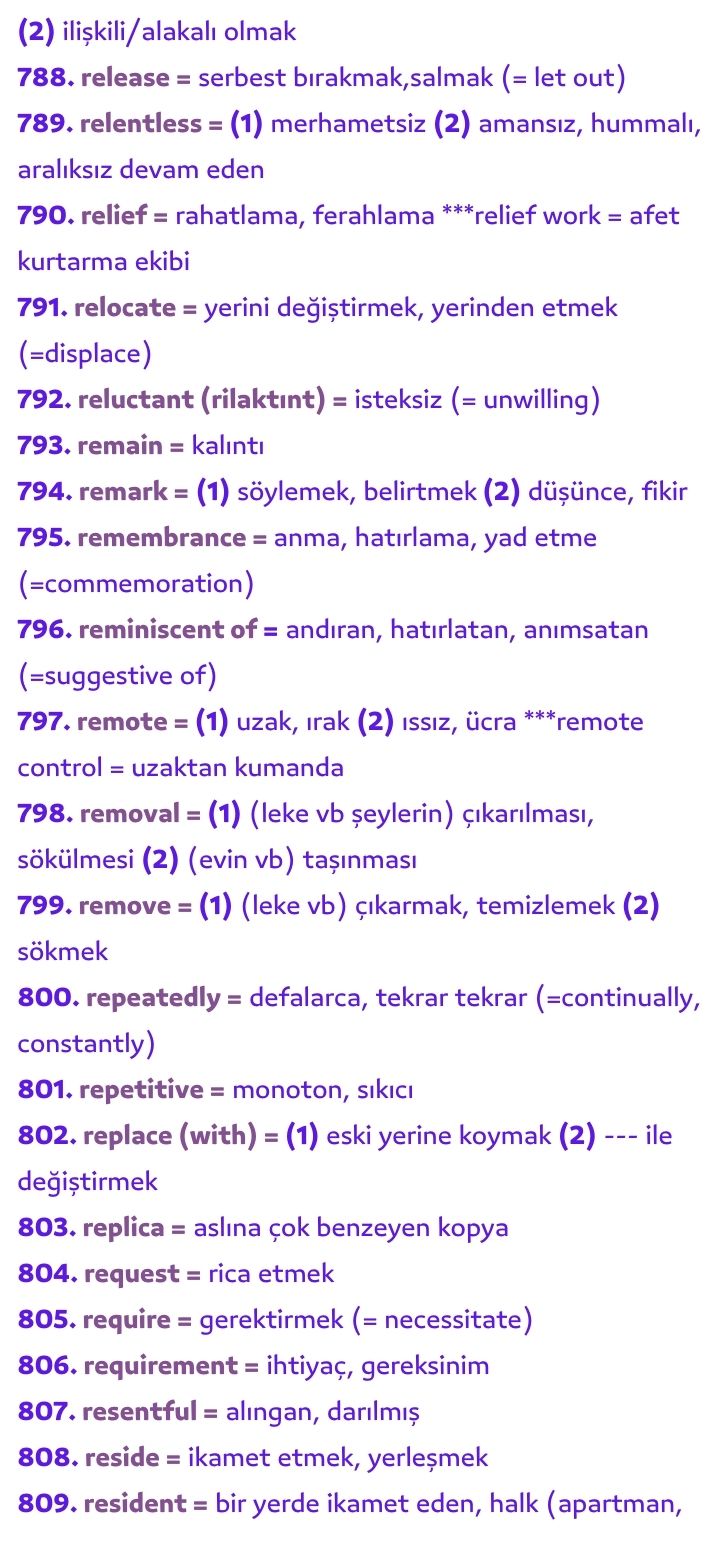 (2) ilişkili/alakalı olmak
788. release = serbest bırakmak,salmak (= let out)
789. relentless = (1) merhametsiz (2) amansız, hummalı,
aralıksız devam eden
790. relief = rahatlama, ferahlama ***relief work = afet
kurtarma ekibi
791. relocate = yerini değiştirmek, yerinden etmek
(=displace)
792. reluctant (rilaktınt) = isteksiz (= unwilling)
793. remain = kalıntı
794. remark = (1) söylemek, belirtmek (2) düşünce, fikir
795. remembrance = anma, hatırlama, yad etme
(=commemoration)
796. reminiscent of = andıran, hatırlatan, anımsatan
(=suggestive of)
797. remote = (1) uzak, ırak (2) ıssız, ücra ***remote
control = uzaktan kumanda
798. removal = (1) (leke vb şeylerin) çıkarılması,
sökülmesi (2) (evin vb) taşınması
799. remove = (1) (leke vb) çıkarmak, temizlemek (2)
sökmek
800. repeatedly = defalarca, tekrar tekrar (=continually,
constantly)
801. repetitive = monoton, sıkıcı
802. replace (with) = (1) eski yerine koymak (2) --- ile
değiştirmek
803. replica = aslına çok benzeyen kopya
804. request = rica etmek
805. require = gerektirmek (= necessitate)
806. requirement = ihtiyaç, gereksinim
807. resentful = alıngan, darılmış
808. reside = ikamet etmek, yerleşmek
809. resident = bir yerde ikamet eden, halk (apartman,